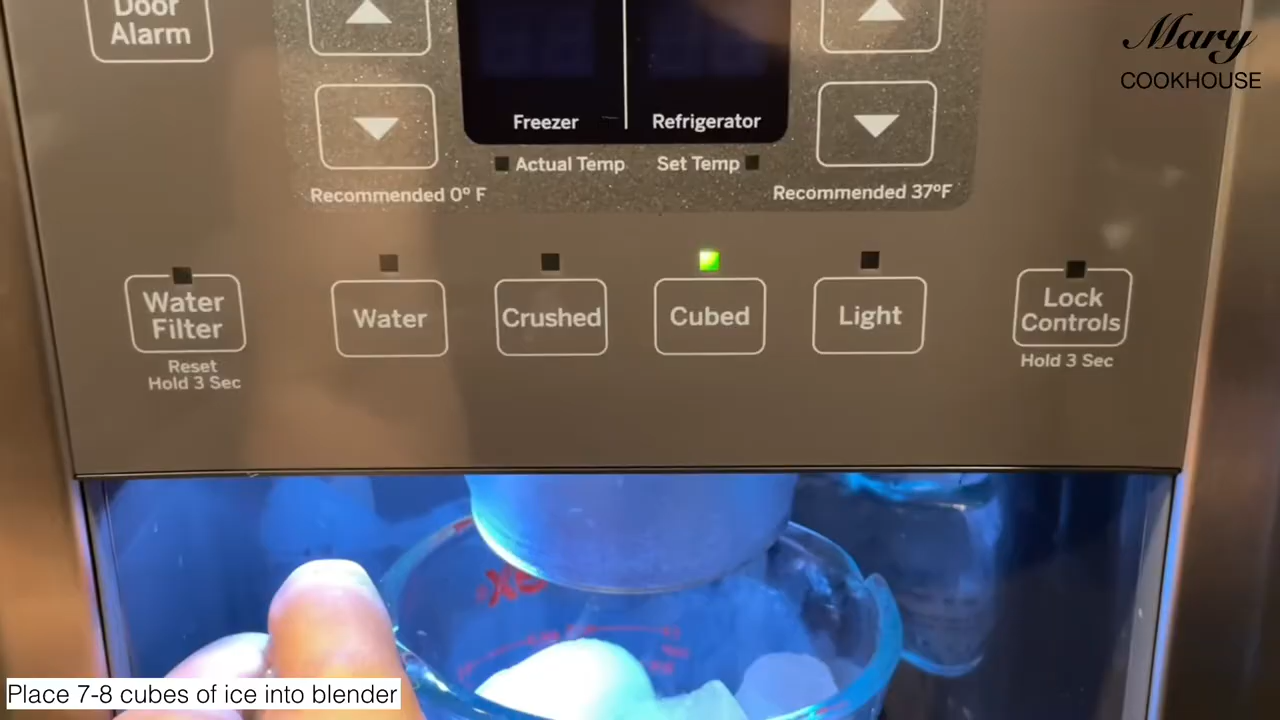 Door
Alarm
Mary
COOKHOUSE
Freezer
Refrigerator
Actual Temp
Set Temp
Recommended 0° F
Recommended 37°F
Water
Filter
Reset
Hold 3 Sec
Water
Crushed
Cubed
Light
Lock
Controls
Hold 3 Sec
Place 7-8 cubes of ice into blender